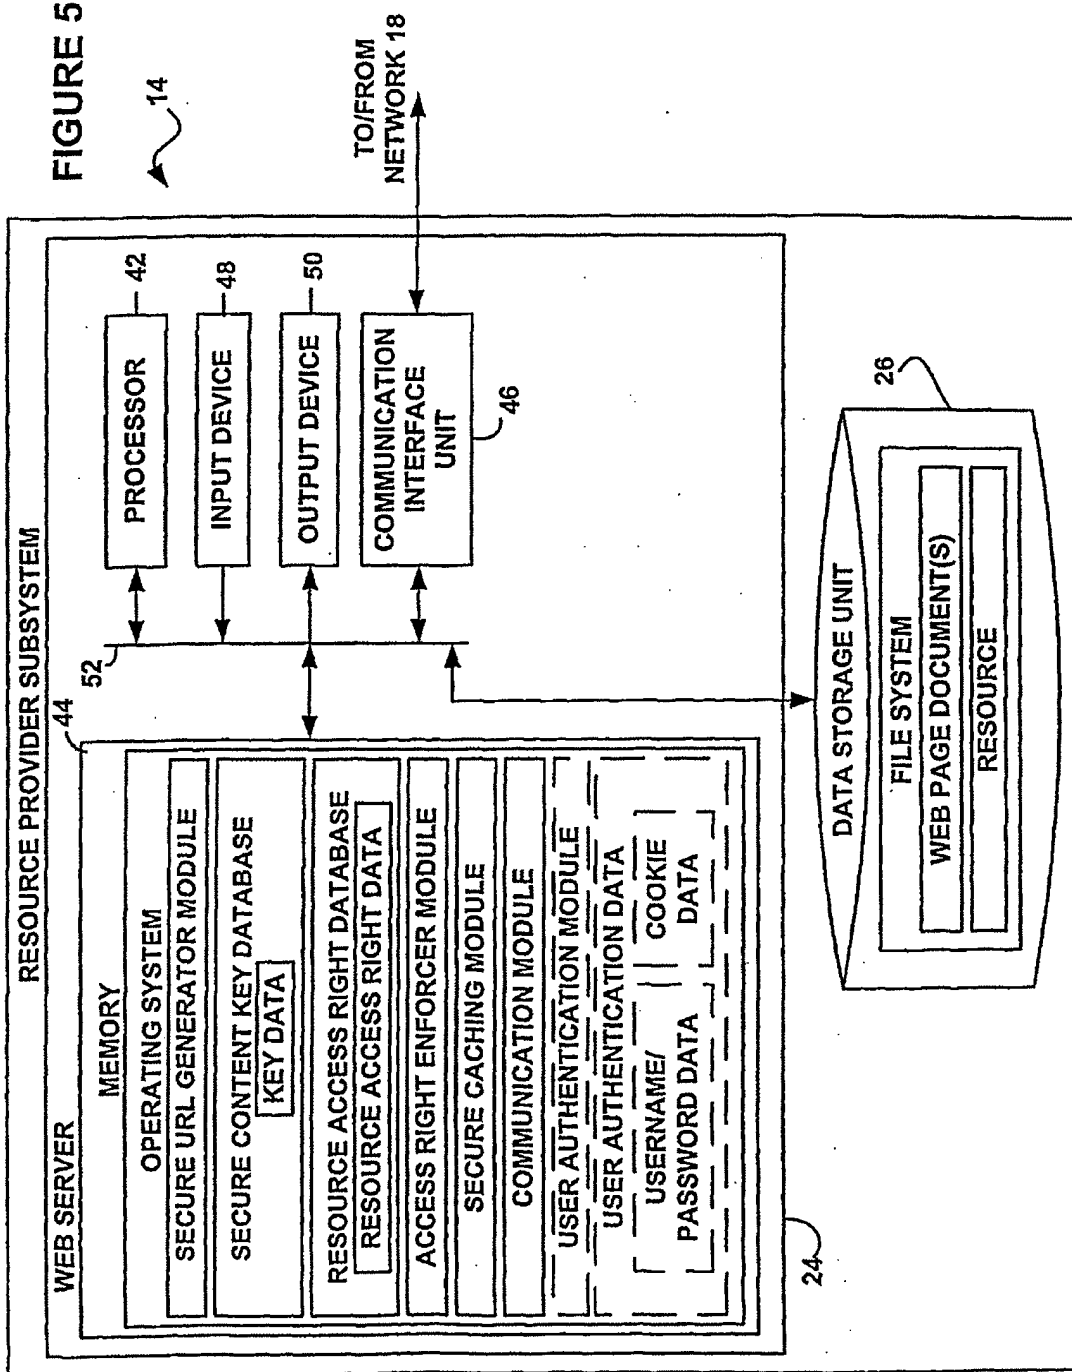 FIGURE 5
14
RESOURCE PROVIDER SUBSYSTEM
WEB SERVER
44
MEMORY
OPERATING SYSTEM
SECURE URL GENERATOR MODULE
SECURE CONTENT KEY DATABASE
KEY DATA
RESOURCE ACCESS RIGHT DATABASE
RESOURCE ACCESS RIGHT DATA
ACCESS RIGHT ENFORCER MODULE
SECURE CACHING MODULE
COMMUNICATION MODULE
USER AUTHENTICATION MODULE
USER AUTHENTICATION DATA
USERNAME/
PASSWORD DATA
COOKIE
DATA
24
52
PROCESSOR
42
INPUT DEVICE
48
OUTPUT DEVICE
50
COMMUNICATION
INTERFACE
UNIT
46
TO/FROM
NETWORK 18
DATA STORAGE UNIT
26
FILE SYSTEM
WEB PAGE DOCUMENT(S)
RESOURCE